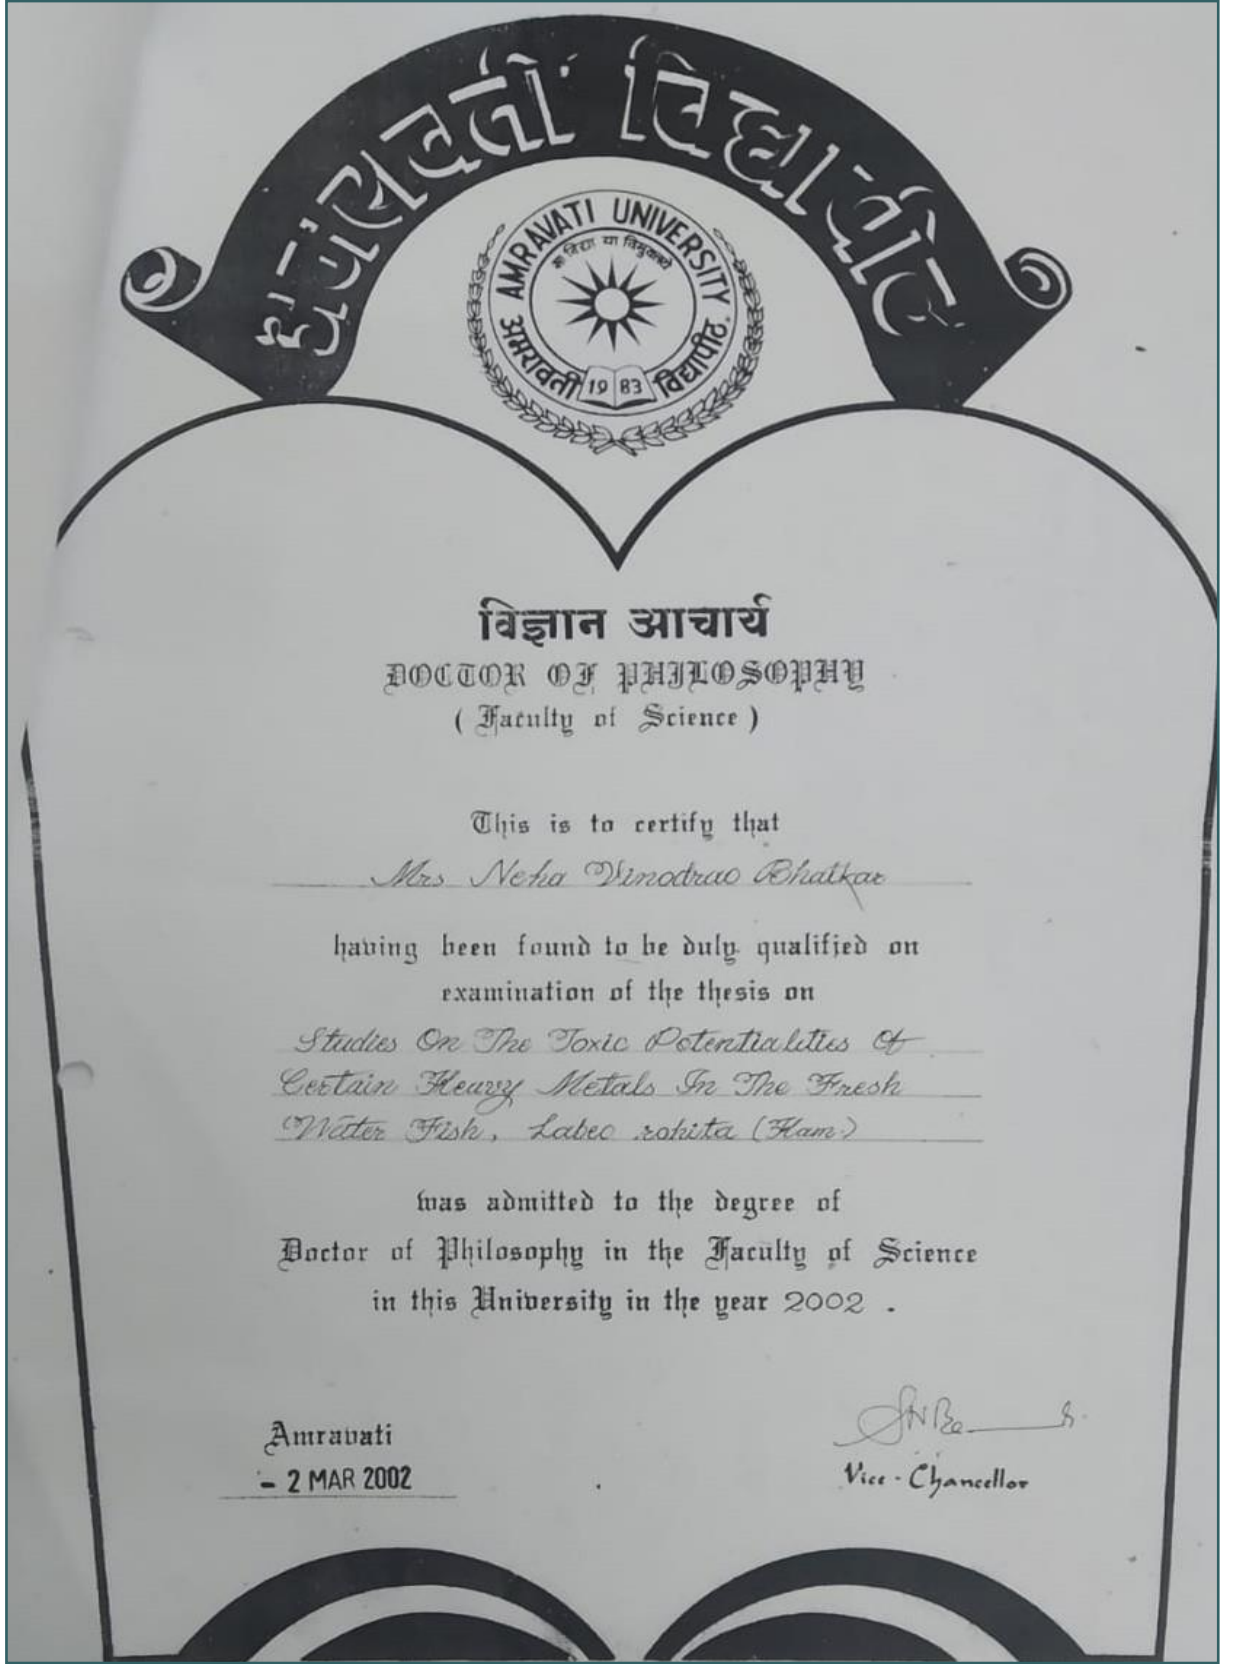 अमरावती विद्यापीठ
AMRAVATI UNIVERSITY
सा विद्या या विमुक्तये
अमरावती विद्यापीठ
1983
विज्ञान आचार्य
DOCTOR OF PHILOSOPHY
( Faculty of Science )
This is to certify that
Mrs Neha Vinodrao Bhatkar
having been found to be duly qualified on
examination of the thesis on
Studies On The Toxic Potentialities Of
Certain Heavy Metals In The Fresh
Water Fish, Labeo rohita (Ham.)
was admitted to the degree of
Doctor of Philosophy in the Faculty of Science
in this University in the year 2002 .
Amravati
- 2 MAR 2002
Vice - Chancellor